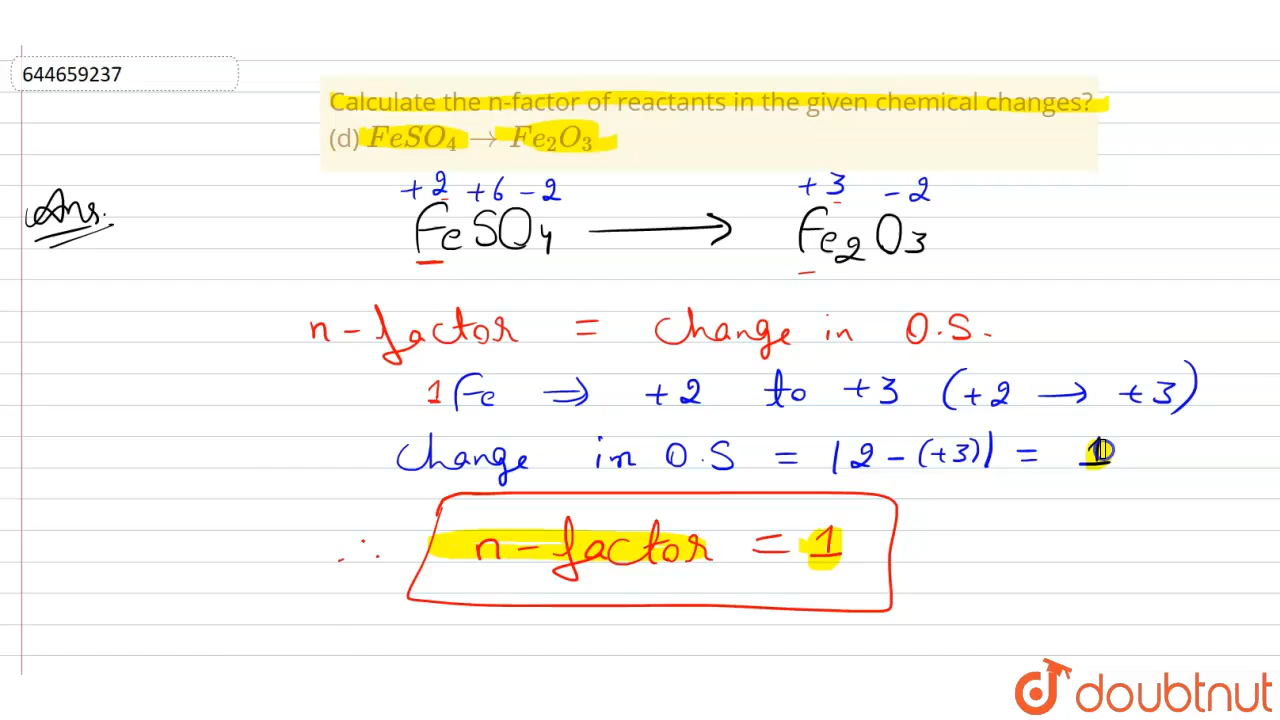 644659237
Calculate the n-factor of reactants in the given chemical changes?
(d) FeSO₄ → Fe₂O₃
Ans.
+2 +6 -2 +3 -2
FeSO₄ ⟶ Fe₂O₃
n-factor = change in O.S.
1 Fe ⇒ +2 to +3 (+2 → +3)
Change in O.S = |2-(+3)| = 1
∴ n-factor = 1
doubtnut